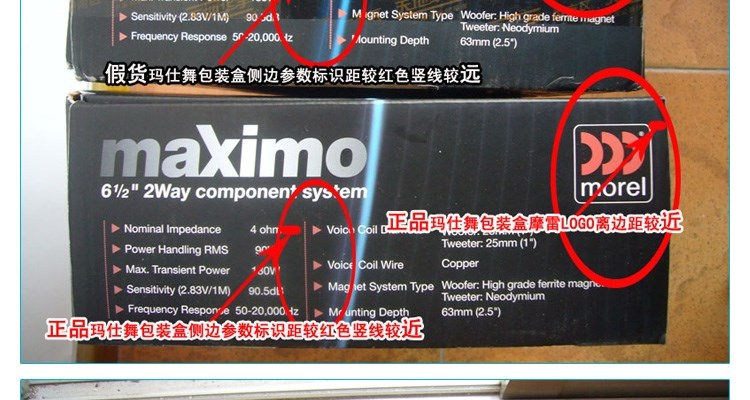 Sensitivity (2.83V/1M) 90.5dB
Frequency Response 50-20,000Hz
Magnet System Type Woofer: High grade ferrite magnet
Tweeter: Neodymium
Mounting Depth 63mm (2.5")
假货玛仕舞包装盒侧边参数标识距较红色竖线较远
maximo
6½" 2Way component system
morel
正品玛仕舞包装盒摩雷LOGO离边距较近
Nominal Impedance 4 ohm
Power Handling RMS
Max. Transient Power 180W
Sensitivity (2.83V/1M) 90.5dB
Frequency Response 50-20,000Hz
Voice Coil
Tweeter: 25mm (1")
Voice Coil Wire Copper
Magnet System Type Woofer: High grade ferrite
Tweeter: Neodymium
Mounting Depth 63mm (2.5")
正品玛仕舞包装盒侧边参数标识距较红色竖线较近